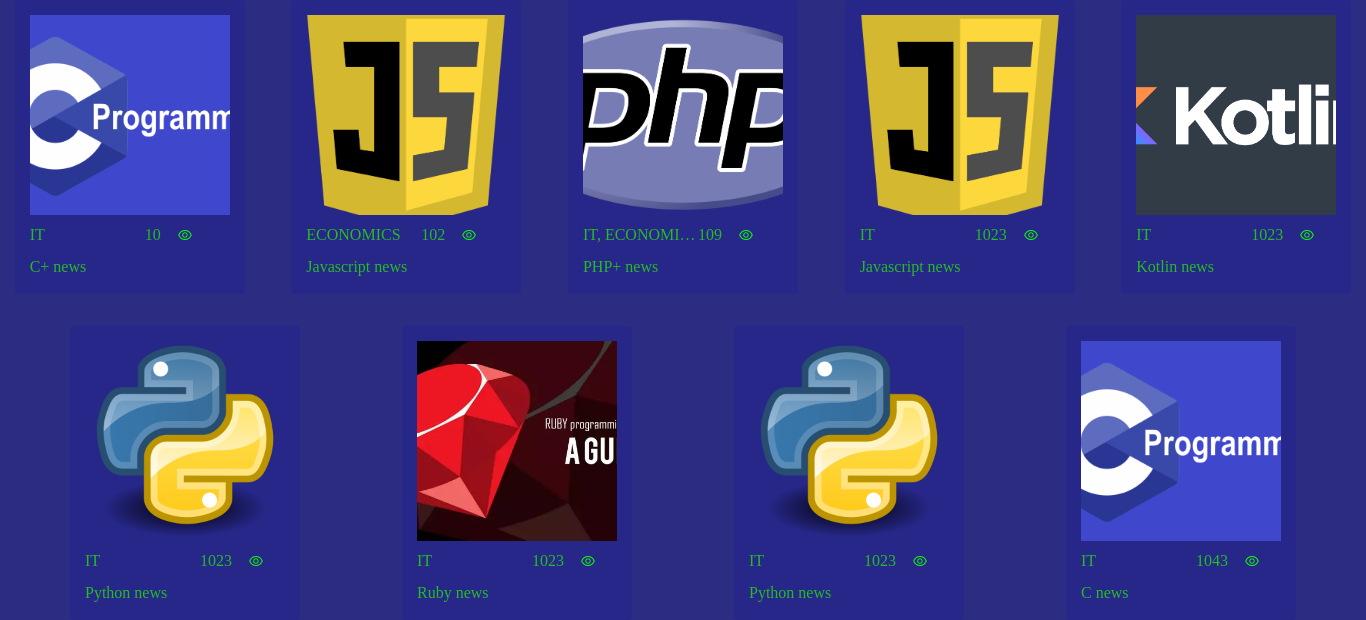 Programm
JS
php
JS
Kotlin
IT 10
ECONOMICS 102
IT, ECONOMI... 109
IT 1023
IT 1023
C+ news
Javascript news
PHP+ news
Javascript news
Kotlin news
RUBY programmi
A GU
Programm
IT 1023
IT 1023
IT 1023
IT 1043
Python news
Ruby news
Python news
C news